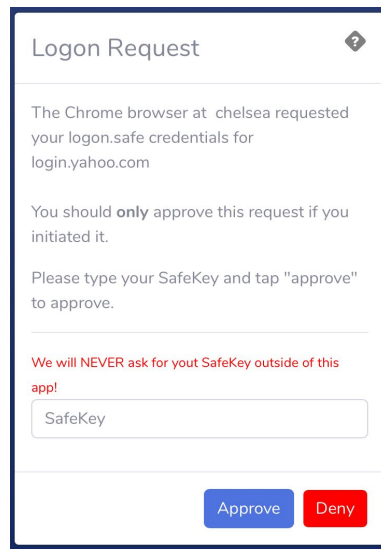 Logon Request
?
The Chrome browser at chelsea requested
your logon.safe credentials for
login.yahoo.com
You should only approve this request if you
initiated it.
Please type your SafeKey and tap "approve"
to approve.
We will NEVER ask for yout SafeKey outside of this
app!
SafeKey
Approve Deny